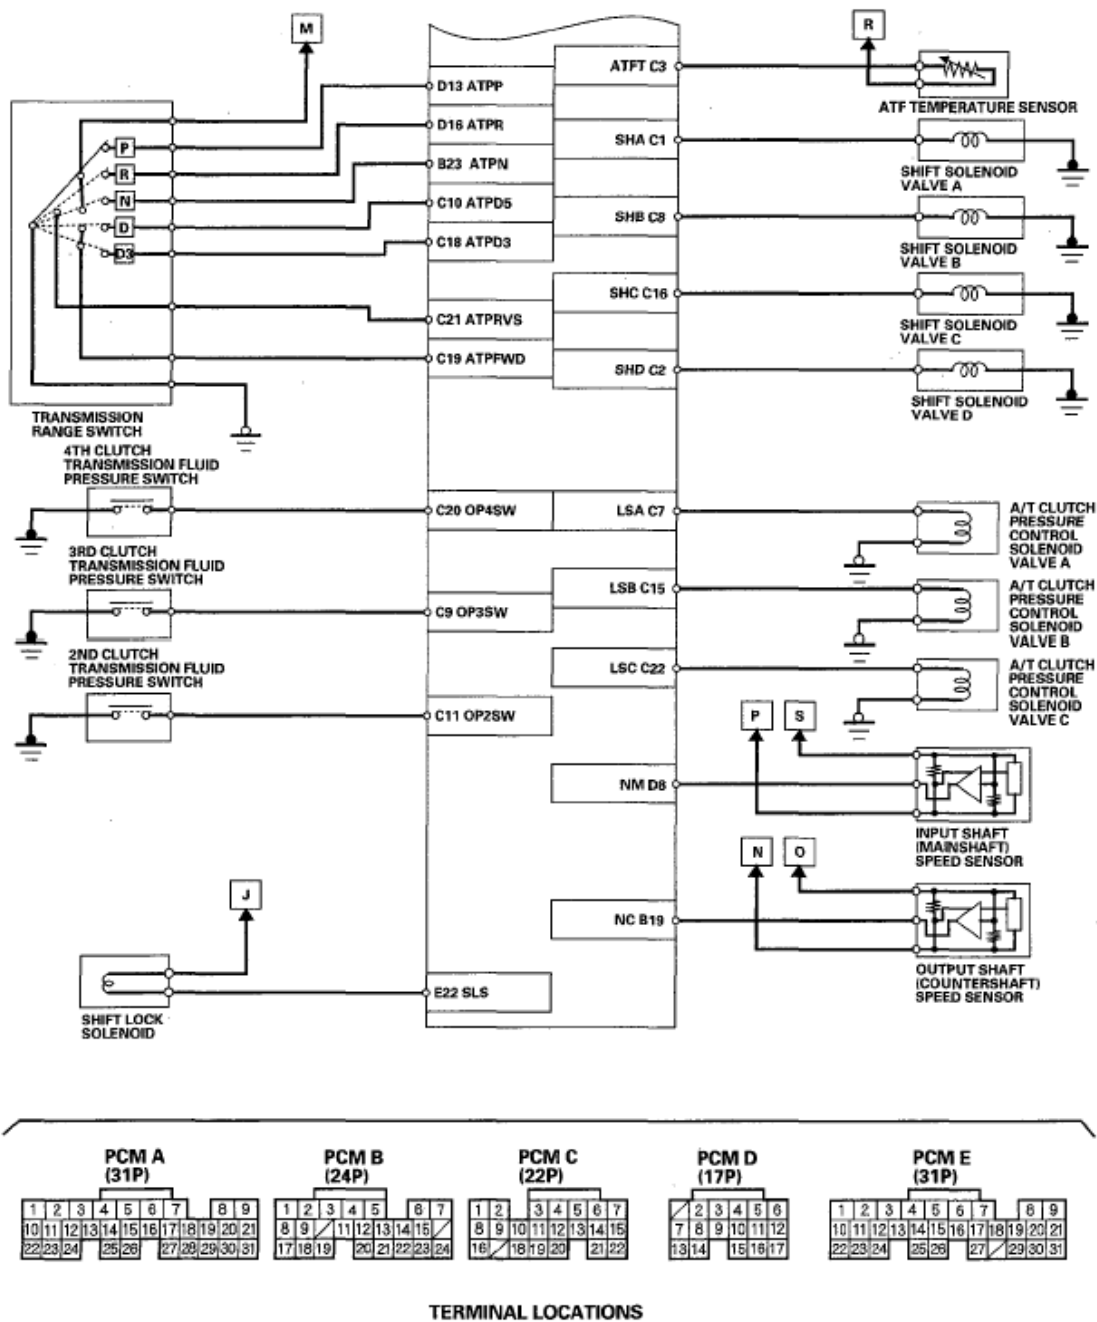 M
R
D13 ATPP
D16 ATPR
B23 ATPN
C10 ATPD5
C18 ATPD3
C21 ATPRVS
C19 ATPFWD
P
R
N
D
D3
TRANSMISSION
RANGE SWITCH
ATFT C3
ATF TEMPERATURE SENSOR
SHA C1
SHIFT SOLENOID
VALVE A
SHB C8
SHIFT SOLENOID
VALVE B
SHC C16
SHIFT SOLENOID
VALVE C
SHD C2
SHIFT SOLENOID
VALVE D
4TH CLUTCH
TRANSMISSION FLUID
PRESSURE SWITCH
C20 OP4SW
3RD CLUTCH
TRANSMISSION FLUID
PRESSURE SWITCH
C9 OP3SW
2ND CLUTCH
TRANSMISSION FLUID
PRESSURE SWITCH
C11 OP2SW
LSA C7
A/T CLUTCH
PRESSURE
CONTROL
SOLENOID
VALVE A
LSB C15
A/T CLUTCH
PRESSURE
CONTROL
SOLENOID
VALVE B
LSC C22
A/T CLUTCH
PRESSURE
CONTROL
SOLENOID
VALVE C
P S
NM D8
INPUT SHAFT
(MAINSHAFT)
SPEED SENSOR
N O
NC B19
OUTPUT SHAFT
(COUNTERSHAFT)
SPEED SENSOR
J
E22 SLS
SHIFT LOCK
SOLENOID
PCM A
(31P)
1 2 3 4 5 6 7 8 9
10 11 12 13 14 15 16 17 18 19 20 21
22 23 24 25 26 27 28 29 30 31
PCM B
(24P)
1 2 3 4 5 6 7
8 9 11 12 13 14 15
17 18 19 20 21 22 23 24
PCM C
(22P)
1 2 3 4 5 6 7
8 9 10 11 12 13 14 15
16 18 19 20 21 22
PCM D
(17P)
2 3 4 5 6
7 8 9 10 11 12
13 14 15 16 17
PCM E
(31P)
1 2 3 4 5 6 7 8 9
10 11 12 13 14 15 16 17 18 19 20 21
22 23 24 25 26 27 29 30 31
TERMINAL LOCATIONS